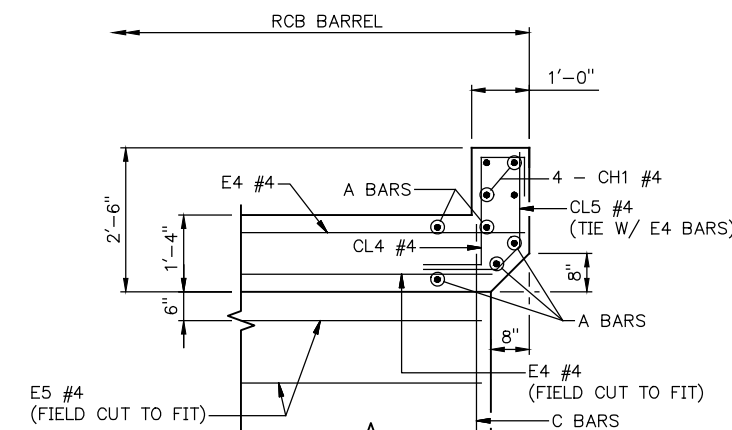 RCB BARREL
1'-0"
E4 #4
A BARS
4 - CH1 #4
CL5 #4
(TIE W/ E4 BARS)
2'-6"
1'-4"
CL4 #4
8"
6"
A BARS
8"
E4 #4
(FIELD CUT TO FIT)
E5 #4
(FIELD CUT TO FIT)
C BARS